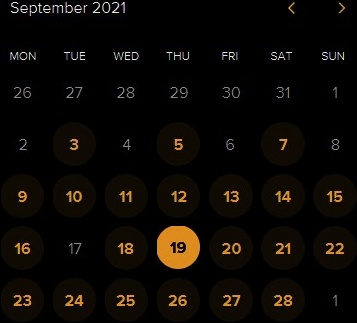 September 2021
MON TUE WED THU FRI SAT SUN
26 27 28 29 30 31 1
2 3 4 5 6 7 8
9 10 11 12 13 14 15
16 17 18 19 20 21 22
23 24 25 26 27 28 1